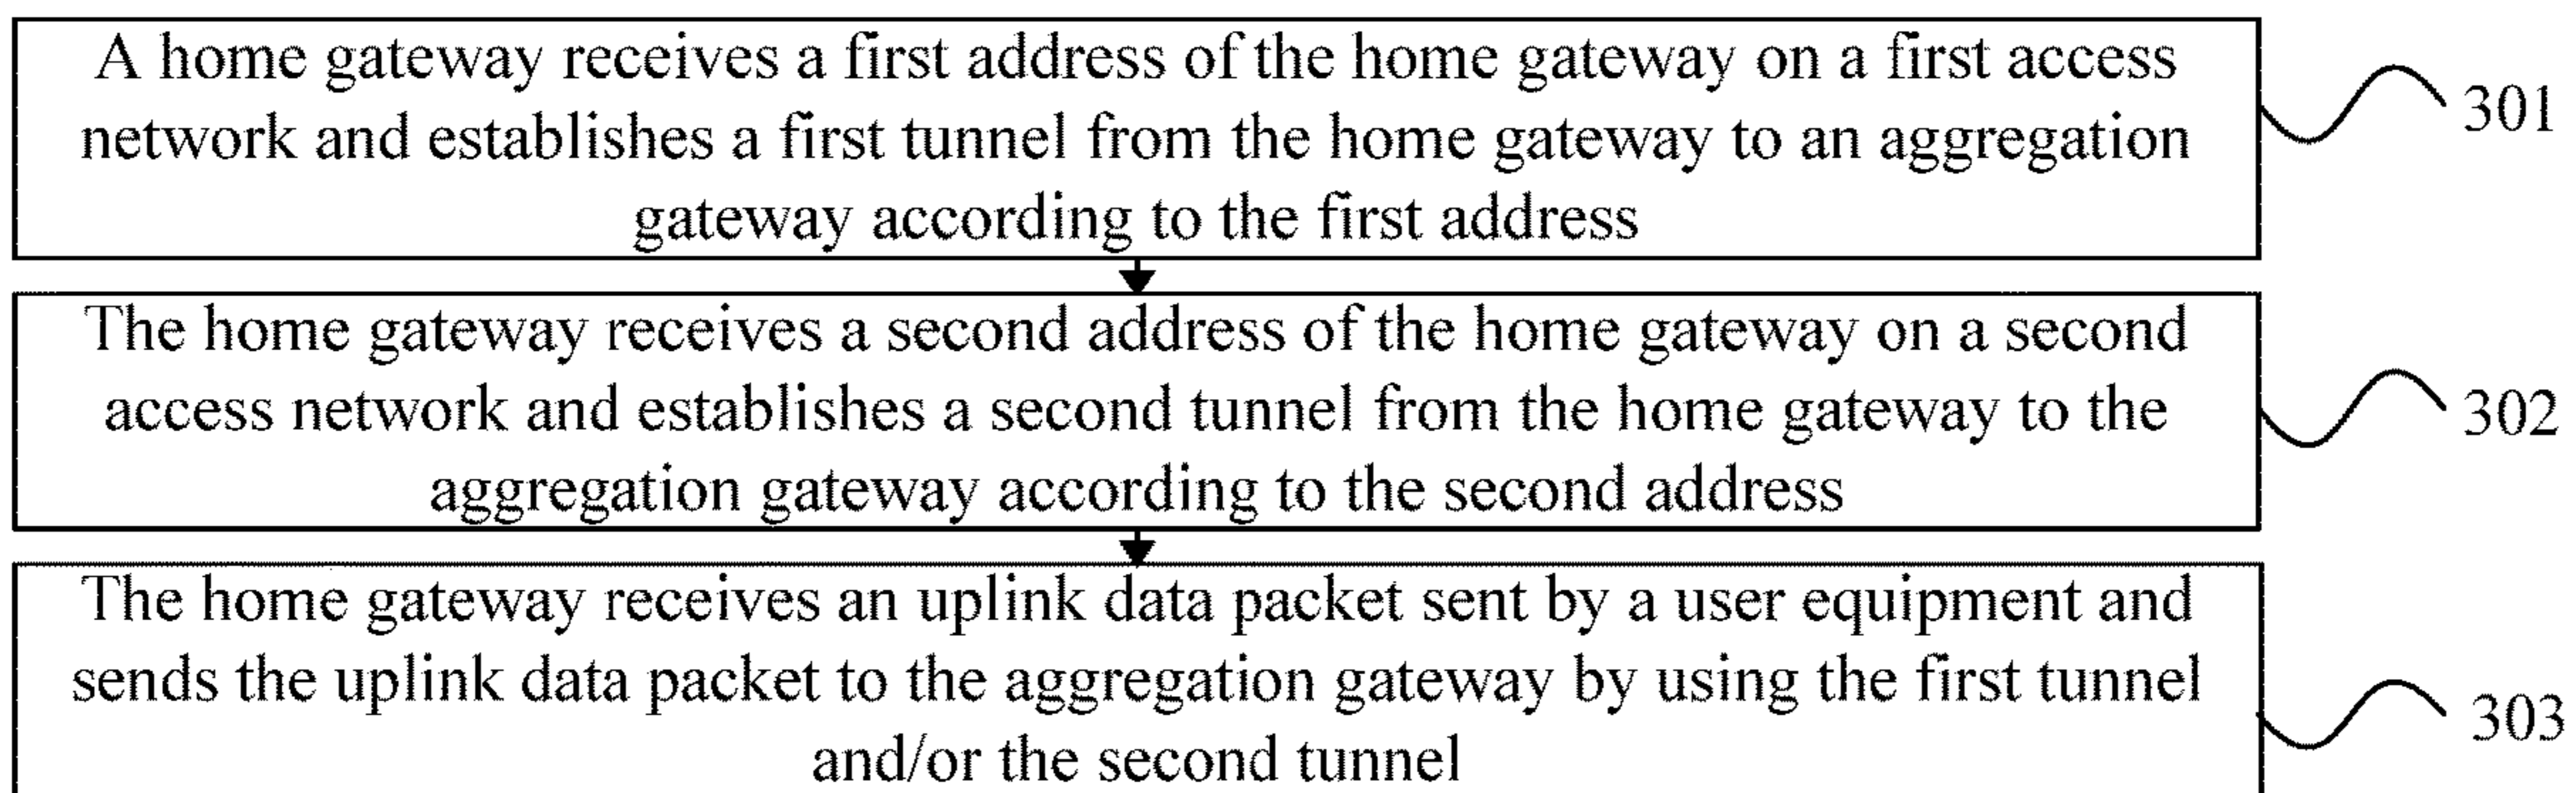 A home gateway receives a first address of the home gateway on a first access
network and establishes a first tunnel from the home gateway to an aggregation
gateway according to the first address
301
The home gateway receives a second address of the home gateway on a second
access network and establishes a second tunnel from the home gateway to the
aggregation gateway according to the second address
302
The home gateway receives an uplink data packet sent by a user equipment and
sends the uplink data packet to the aggregation gateway by using the first tunnel
and/or the second tunnel
303